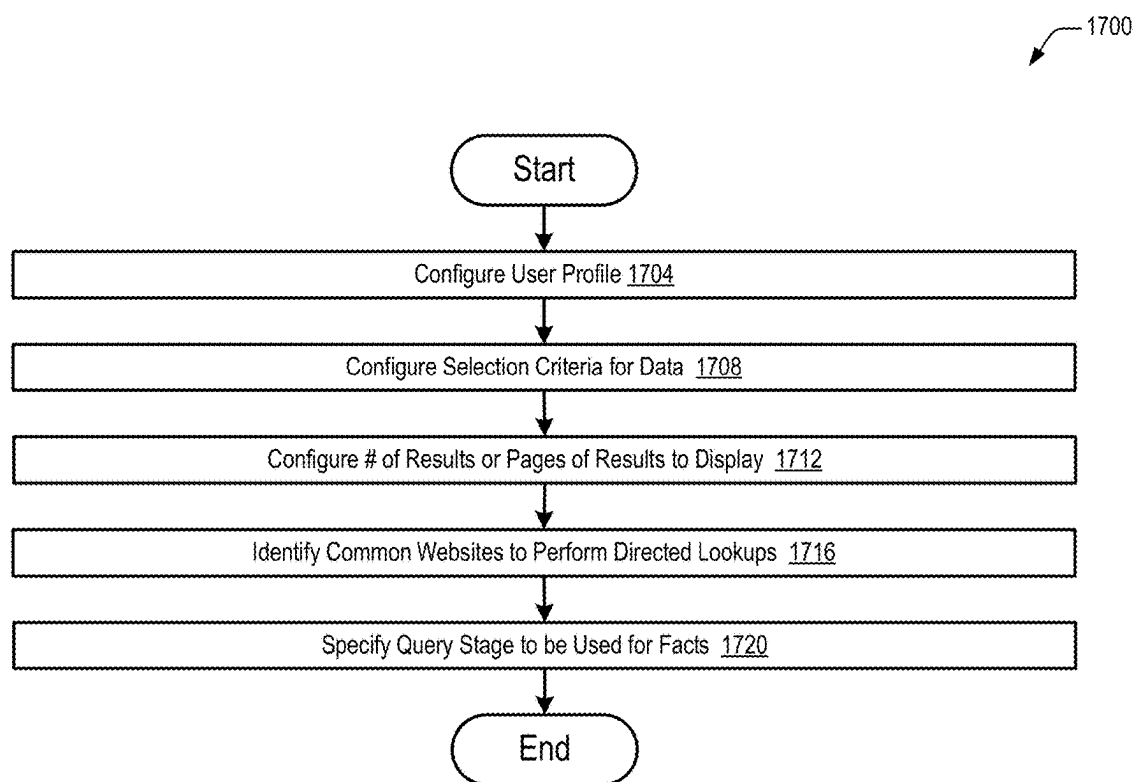 1700
Start
Configure User Profile 1704
Configure Selection Criteria for Data 1708
Configure # of Results or Pages of Results to Display 1712
Identify Common Websites to Perform Directed Lookups 1716
Specify Query Stage to be Used for Facts 1720
End